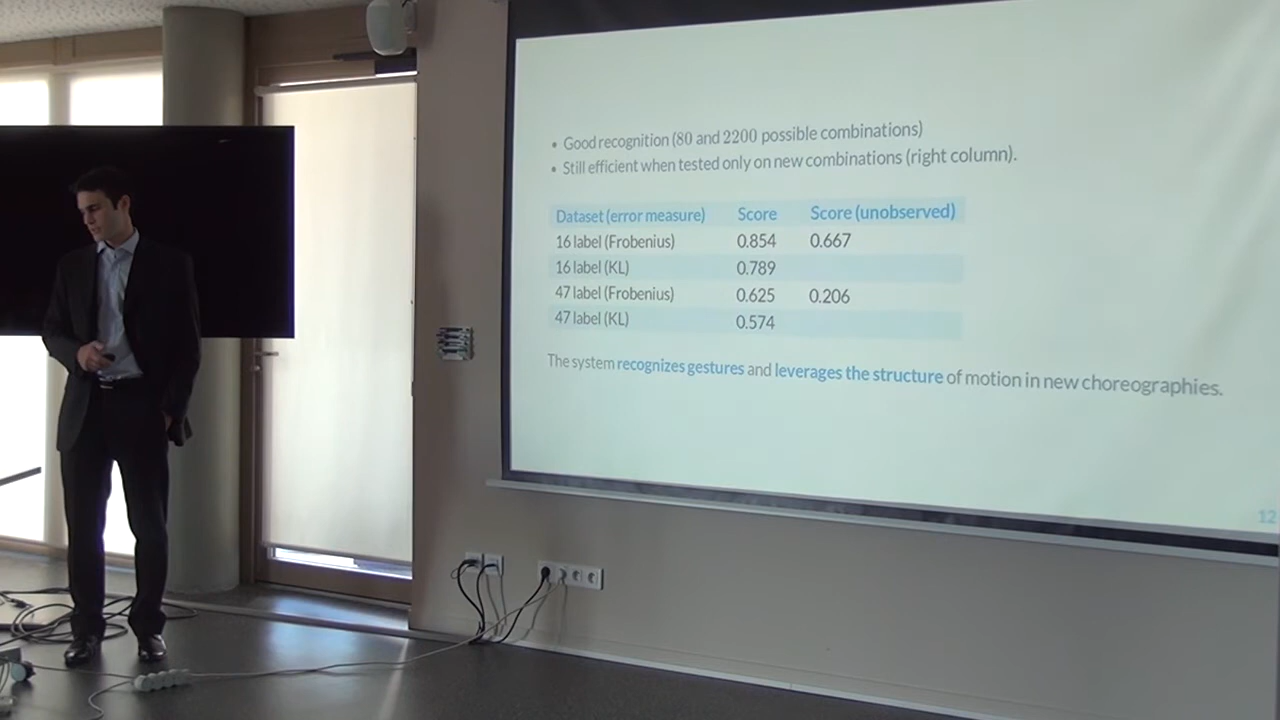 • Good recognition (80 and 2200 possible combinations)
• Still efficient when tested only on new combinations (right column).
Dataset (error measure) Score Score (unobserved)
16 label (Frobenius) 0.854 0.667
16 label (KL) 0.789
47 label (Frobenius) 0.625 0.206
47 label (KL) 0.574
The system recognizes gestures and leverages the structure of motion in new choreographies.
12